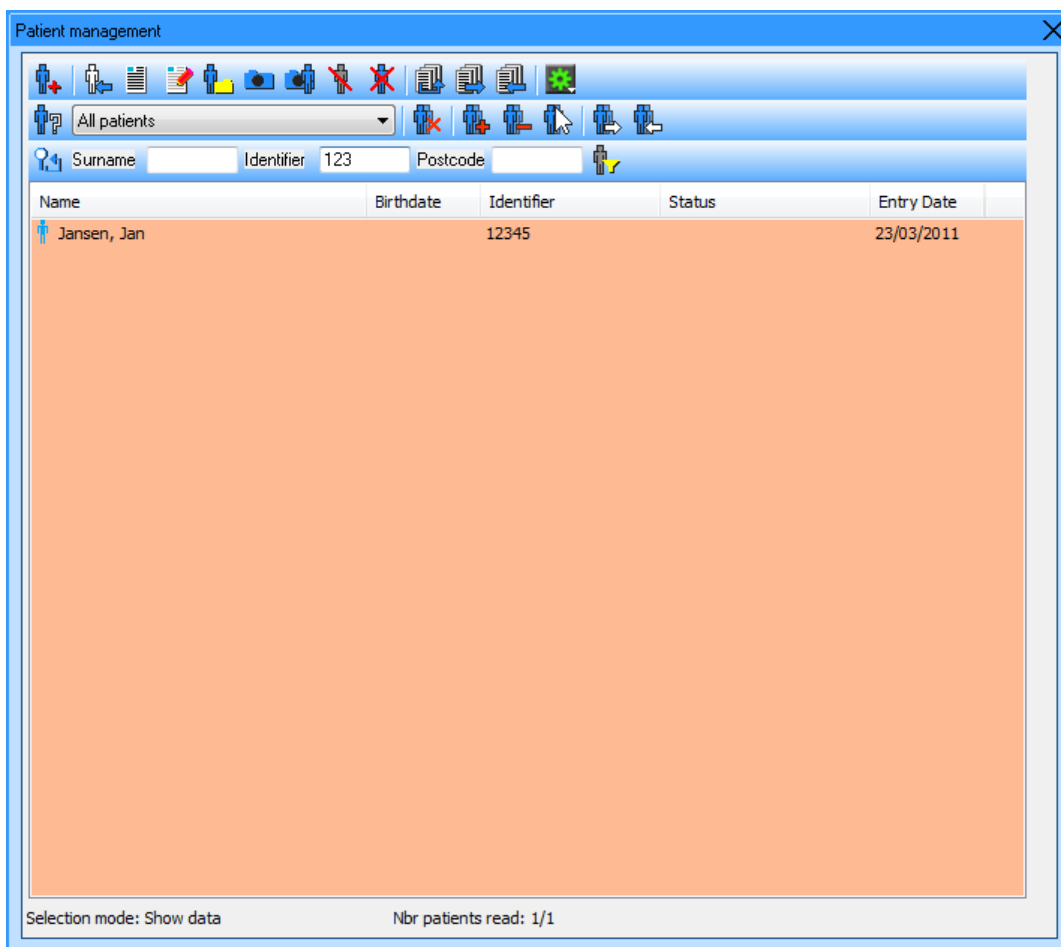 Patient management
All patients
Surname Identifier 123 Postcode
Name Birthdate Identifier Status Entry Date
Jansen, Jan 12345 23/03/2011
Selection mode: Show data Nbr patients read: 1/1